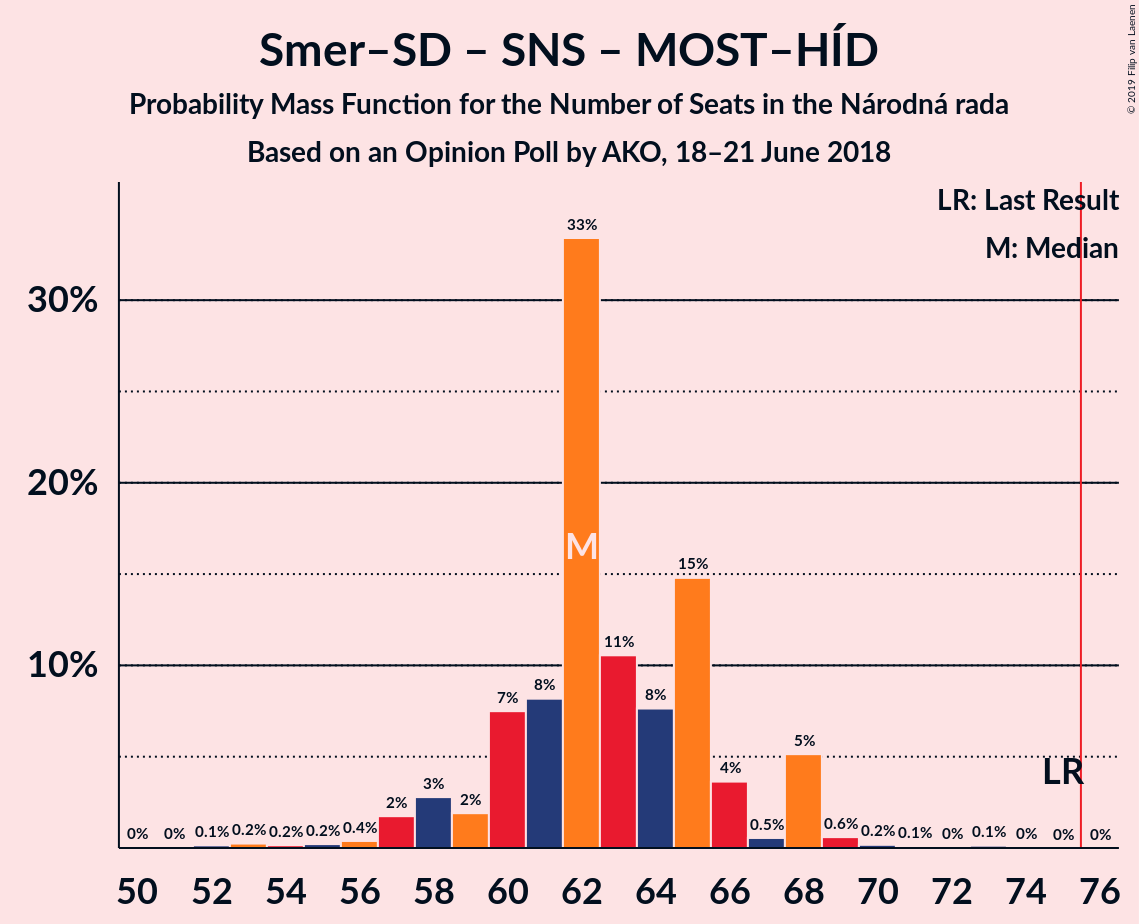 Smer–SD – SNS – MOST–HÍD
Probability Mass Function for the Number of Seats in the Národná rada
Based on an Opinion Poll by AKO, 18–21 June 2018
© 2019 Filip van Laenen
LR: Last Result
M: Median
30%
20%
10%
0% 0% 0.1% 0.2% 0.2% 0.2% 0.4% 2% 3% 2% 7% 8% 33% 11% 8% 15% 4% 0.5% 5% 0.6% 0.2% 0.1% 0% 0.1% 0% 0% 0%
M
LR
50 52 54 56 58 60 62 64 66 68 70 72 74 76